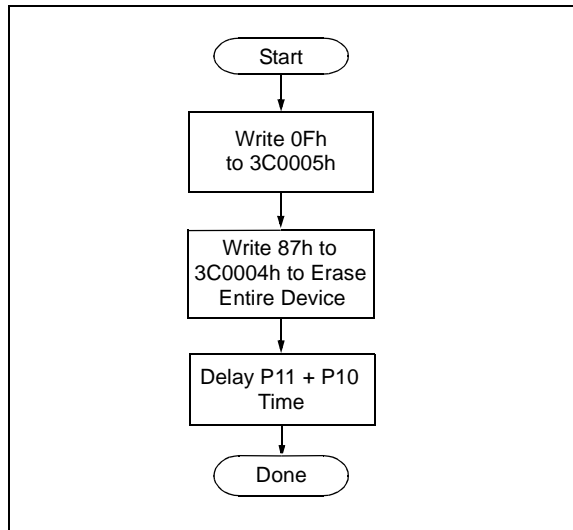 Start
Write 0Fh
to 3C0005h
Write 87h to
3C0004h to Erase
Entire Device
Delay P11 + P10
Time
Done